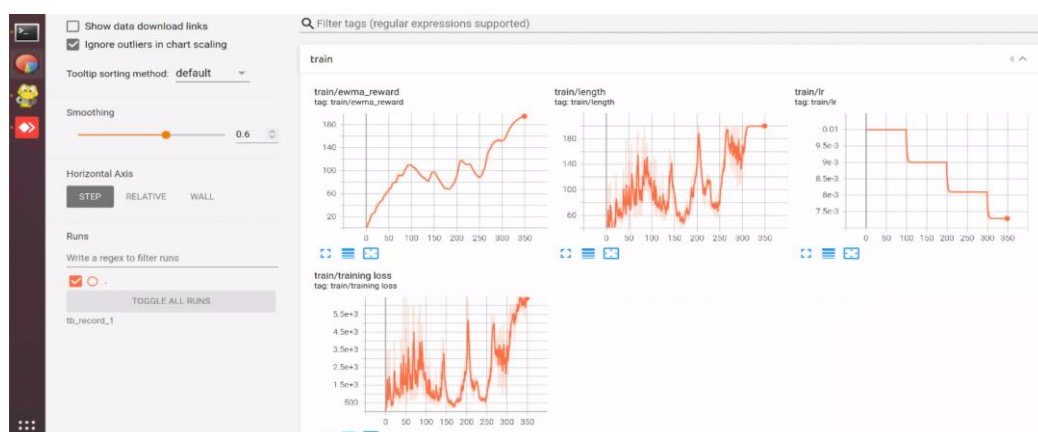 Show data download links
Ignore outliers in chart scaling
Tooltip sorting method: default
Smoothing
0.6
Horizontal Axis
STEP RELATIVE WALL
Runs
Write a regex to filter runs
.
TOGGLE ALL RUNS
tb_record_1
Filter tags (regular expressions supported)
train
4
train/ewma_reward
tag: train/ewma_reward
180
140
100
60
20
0 50 100 150 200 250 300 350
train/length
tag: train/length
180
140
100
60
0 50 100 150 200 250 300 350
train/lr
tag: train/lr
0.01
9.5e-3
9e-3
8.5e-3
8e-3
7.5e-3
0 50 100 150 200 250 300 350
train/training loss
tag: train/training loss
5.5e+3
4.5e+3
3.5e+3
2.5e+3
1.5e+3
500
0 50 100 150 200 250 300 350